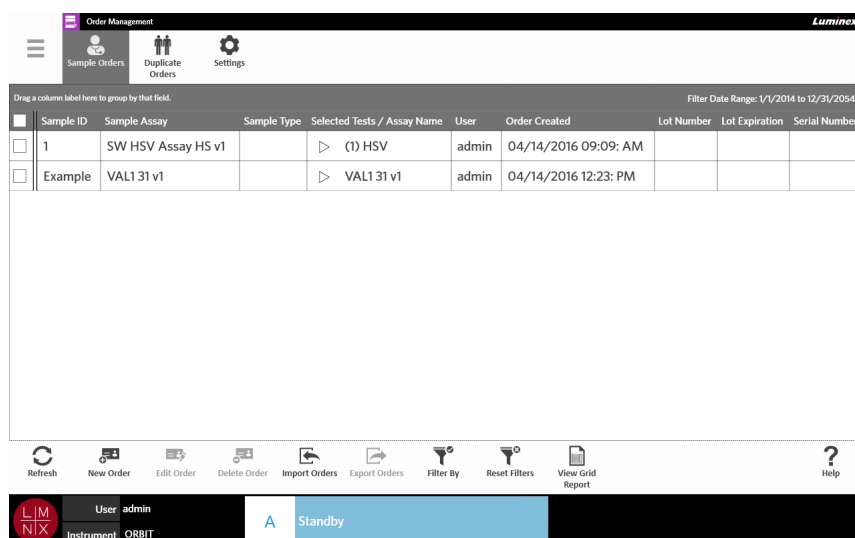 Order Management
Luminex
Sample Orders
Duplicate Orders
Settings
Drag a column label here to group by that field.
Filter Date Range: 1/1/2014 to 12/31/2054
Sample ID Sample Assay Sample Type Selected Tests / Assay Name User Order Created Lot Number Lot Expiration Serial Number
1 SW HSV Assay HS v1 (1) HSV admin 04/14/2016 09:09: AM
Example VAL1 31 v1 VAL1 31 v1 admin 04/14/2016 12:23: PM
Refresh New Order Edit Order Delete Order Import Orders Export Orders Filter By Reset Filters View Grid Report ? Help
L M
N X
User admin
Instrument ORBIT
A Standby